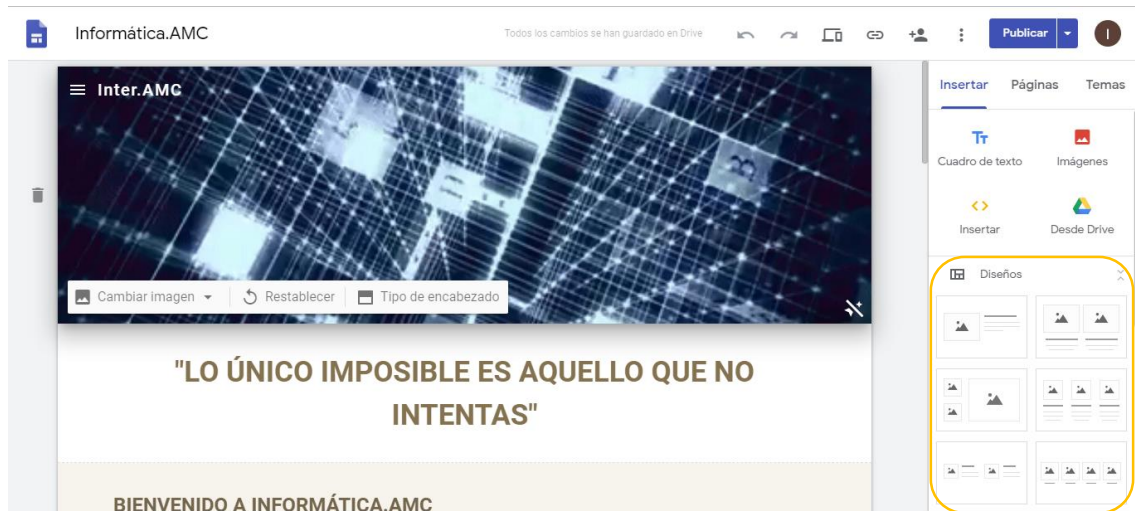 Informática.AMC
Todos los cambios se han guardado en Drive
Publicar
I
Inter.AMC
Cambiar imagen
Restablecer
Tipo de encabezado
"LO ÚNICO IMPOSIBLE ES AQUELLO QUE NO
INTENTAS"
BIENVENIDO A INFORMÁTICA.AMC
Insertar Páginas Temas
Cuadro de texto Imágenes
Insertar Desde Drive
Diseños